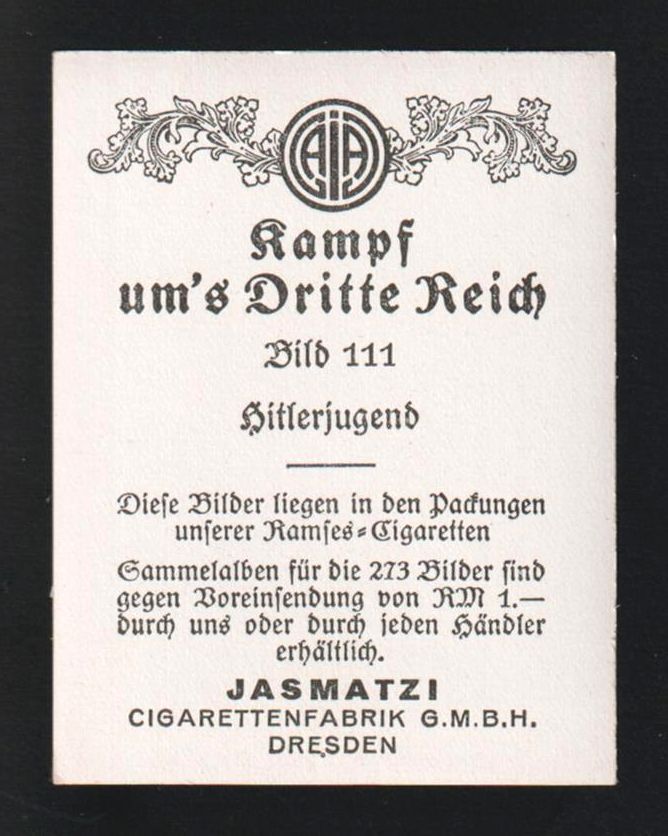 AIA
Kampf
um's Dritte Reich
Bild 111
Hitlerjugend
Diese Bilder liegen in den Packungen
unserer Ramses-Cigaretten
Sammelalben für die 273 Bilder sind
gegen Voreinsendung von RM 1.—
durch uns oder durch jeden Händler
erhältlich.
JASMATZI
CIGARETTENFABRIK G.M.B.H.
DRESDEN